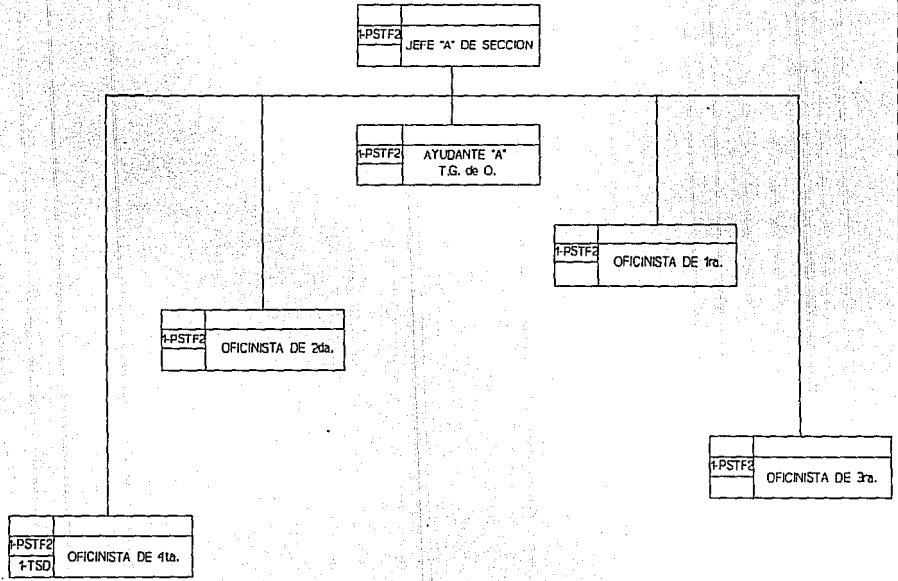 1-PSTF2
JEFE "A" DE SECCION
1-PSTF2
AYUDANTE "A"
T.G. de O.
1-PSTF2
OFICINISTA DE 1ra.
1-PSTF2
OFICINISTA DE 2da.
1-PSTF2
OFICINISTA DE 3ra.
1-PSTF2
OFICINISTA DE 4ta.
1-TSD